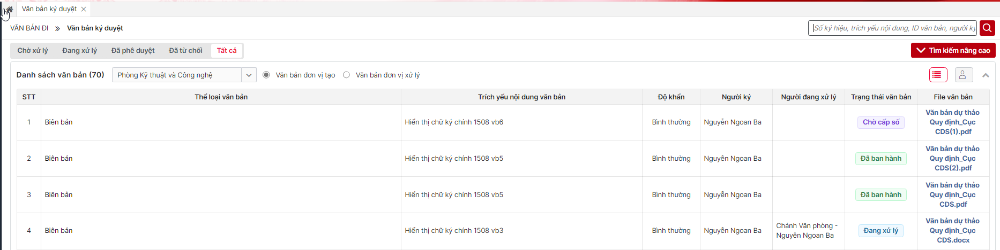 Văn bản ký duyệt
VĂN BẢN ĐI » Văn bản ký duyệt
Số ký hiệu, trích yếu nội dung, ID văn bản, người ký
Chờ xử lý Đang xử lý Đã phê duyệt Đã từ chối Tất cả
Tìm kiếm nâng cao
Danh sách văn bản (70) Phòng Kỹ thuật và Công nghệ Văn bản đơn vị tạo Văn bản đơn vị xử lý
STT Thể loại văn bản Trích yếu nội dung văn bản Độ khẩn Người ký Người đang xử lý Trạng thái văn bản File văn bản
1 Biên bản Hiển thị chữ ký chính 1508 vb6 Bình thường Nguyễn Ngoan Ba Chờ cấp số
Văn bản dự thảo
Quy định_Cục
CDS(1).pdf
2 Biên bản Hiển thị chữ ký chính 1508 vb5 Bình thường Nguyễn Ngoan Ba Đã ban hành
Văn bản dự thảo
Quy định_Cục
CDS(2).pdf
3 Biên bản Hiển thị chữ ký chính 1508 vb5 Bình thường Nguyễn Ngoan Ba Đã ban hành
Văn bản dự thảo
Quy định_Cục
CDS.pdf
4 Biên bản Hiển thị chữ ký chính 1508 vb3 Bình thường Nguyễn Ngoan Ba
Chánh Văn phòng -
Nguyễn Ngoan Ba
Đang xử lý
Văn bản dự thảo
Quy định_Cục
CDS.docx